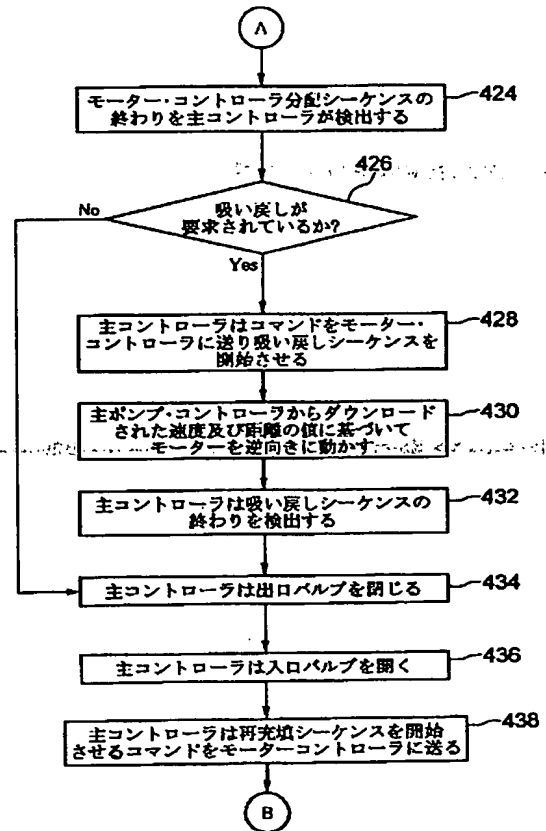 A
モーター・コントローラ分配シーケンスの
終わりを主コントローラが検出する
424
426
吸い戻しが
要求されているか?
No
Yes
主コントローラはコマンドをモーター・
コントローラに送り吸い戻しシーケンスを
開始させる
428
主ポンプ・コントローラからダウンロード
された速度及び距離の値に基づいて
モーターを逆向きに動かす
430
主コントローラは吸い戻しシーケンスの
終わりを検出する
432
主コントローラは出口バルブを閉じる
434
主コントローラは入口バルブを開く
436
主コントローラは再充填シーケンスを開始
させるコマンドをモーターコントローラに送る
438
B